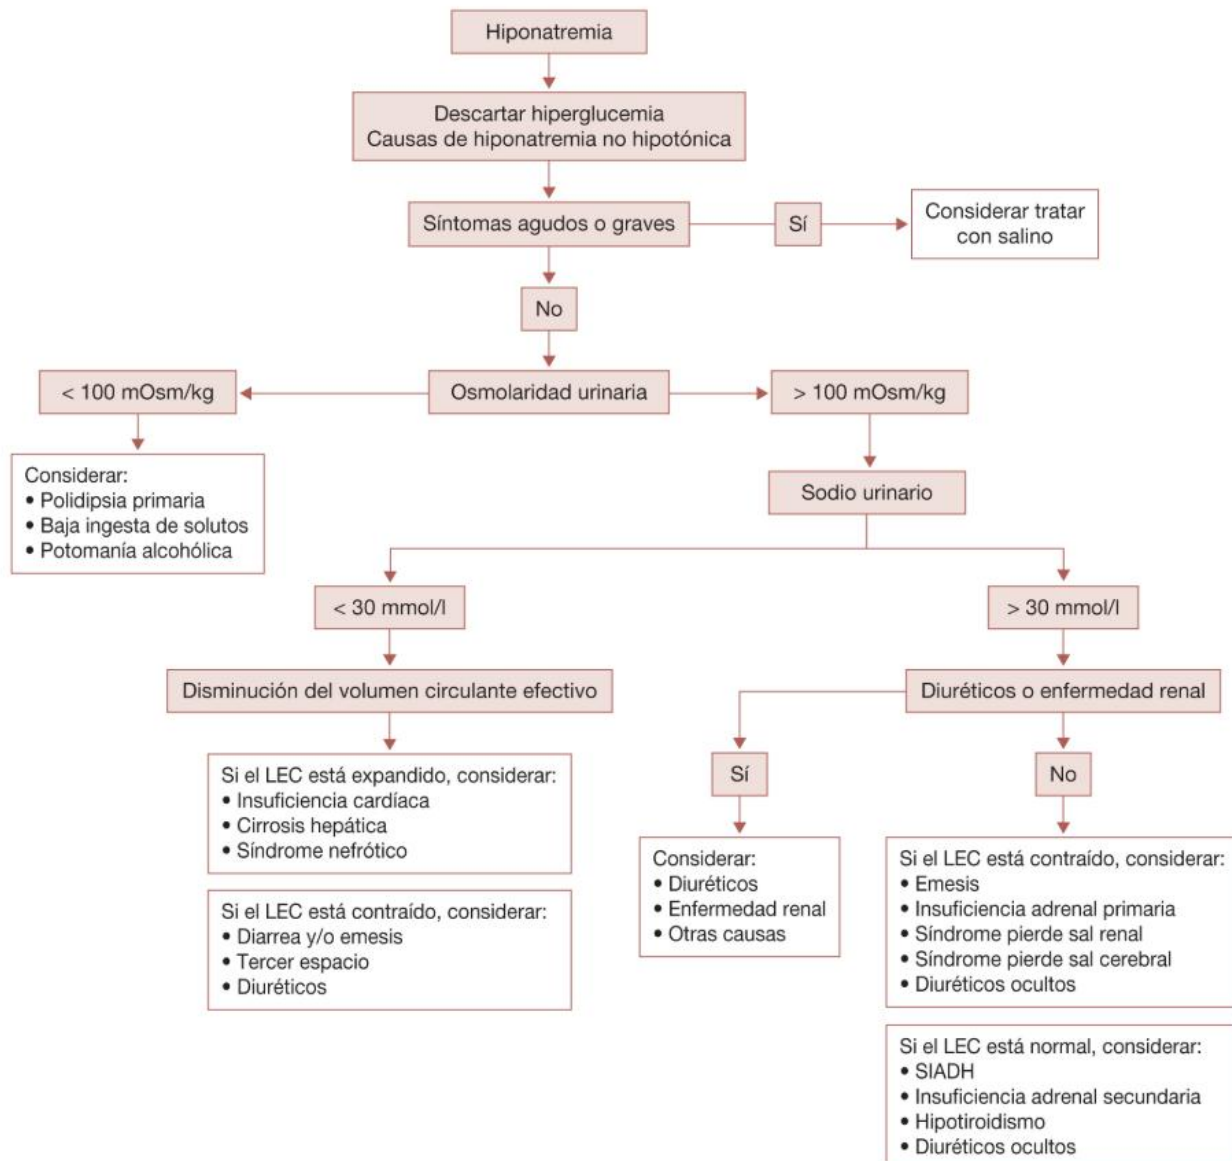 Hiponatremia
Descartar hiperglucemia
Causas de hiponatremia no hipotónica
Síntomas agudos o graves
Sí
Considerar tratar
con salino
No
< 100 mOsm/kg
Osmolaridad urinaria
> 100 mOsm/kg
Considerar:
• Polidipsia primaria
• Baja ingesta de solutos
• Potomanía alcohólica
Sodio urinario
< 30 mmol/l
> 30 mmol/l
Disminución del volumen circulante efectivo
Diuréticos o enfermedad renal
Si el LEC está expandido, considerar:
• Insuficiencia cardíaca
• Cirrosis hepática
• Síndrome nefrótico
Si el LEC está contraído, considerar:
• Diarrea y/o emesis
• Tercer espacio
• Diuréticos
Sí
No
Considerar:
• Diuréticos
• Enfermedad renal
• Otras causas
Si el LEC está contraído, considerar:
• Emesis
• Insuficiencia adrenal primaria
• Síndrome pierde sal renal
• Síndrome pierde sal cerebral
• Diuréticos ocultos
Si el LEC está normal, considerar:
• SIADH
• Insuficiencia adrenal secundaria
• Hipotiroidismo
• Diuréticos ocultos